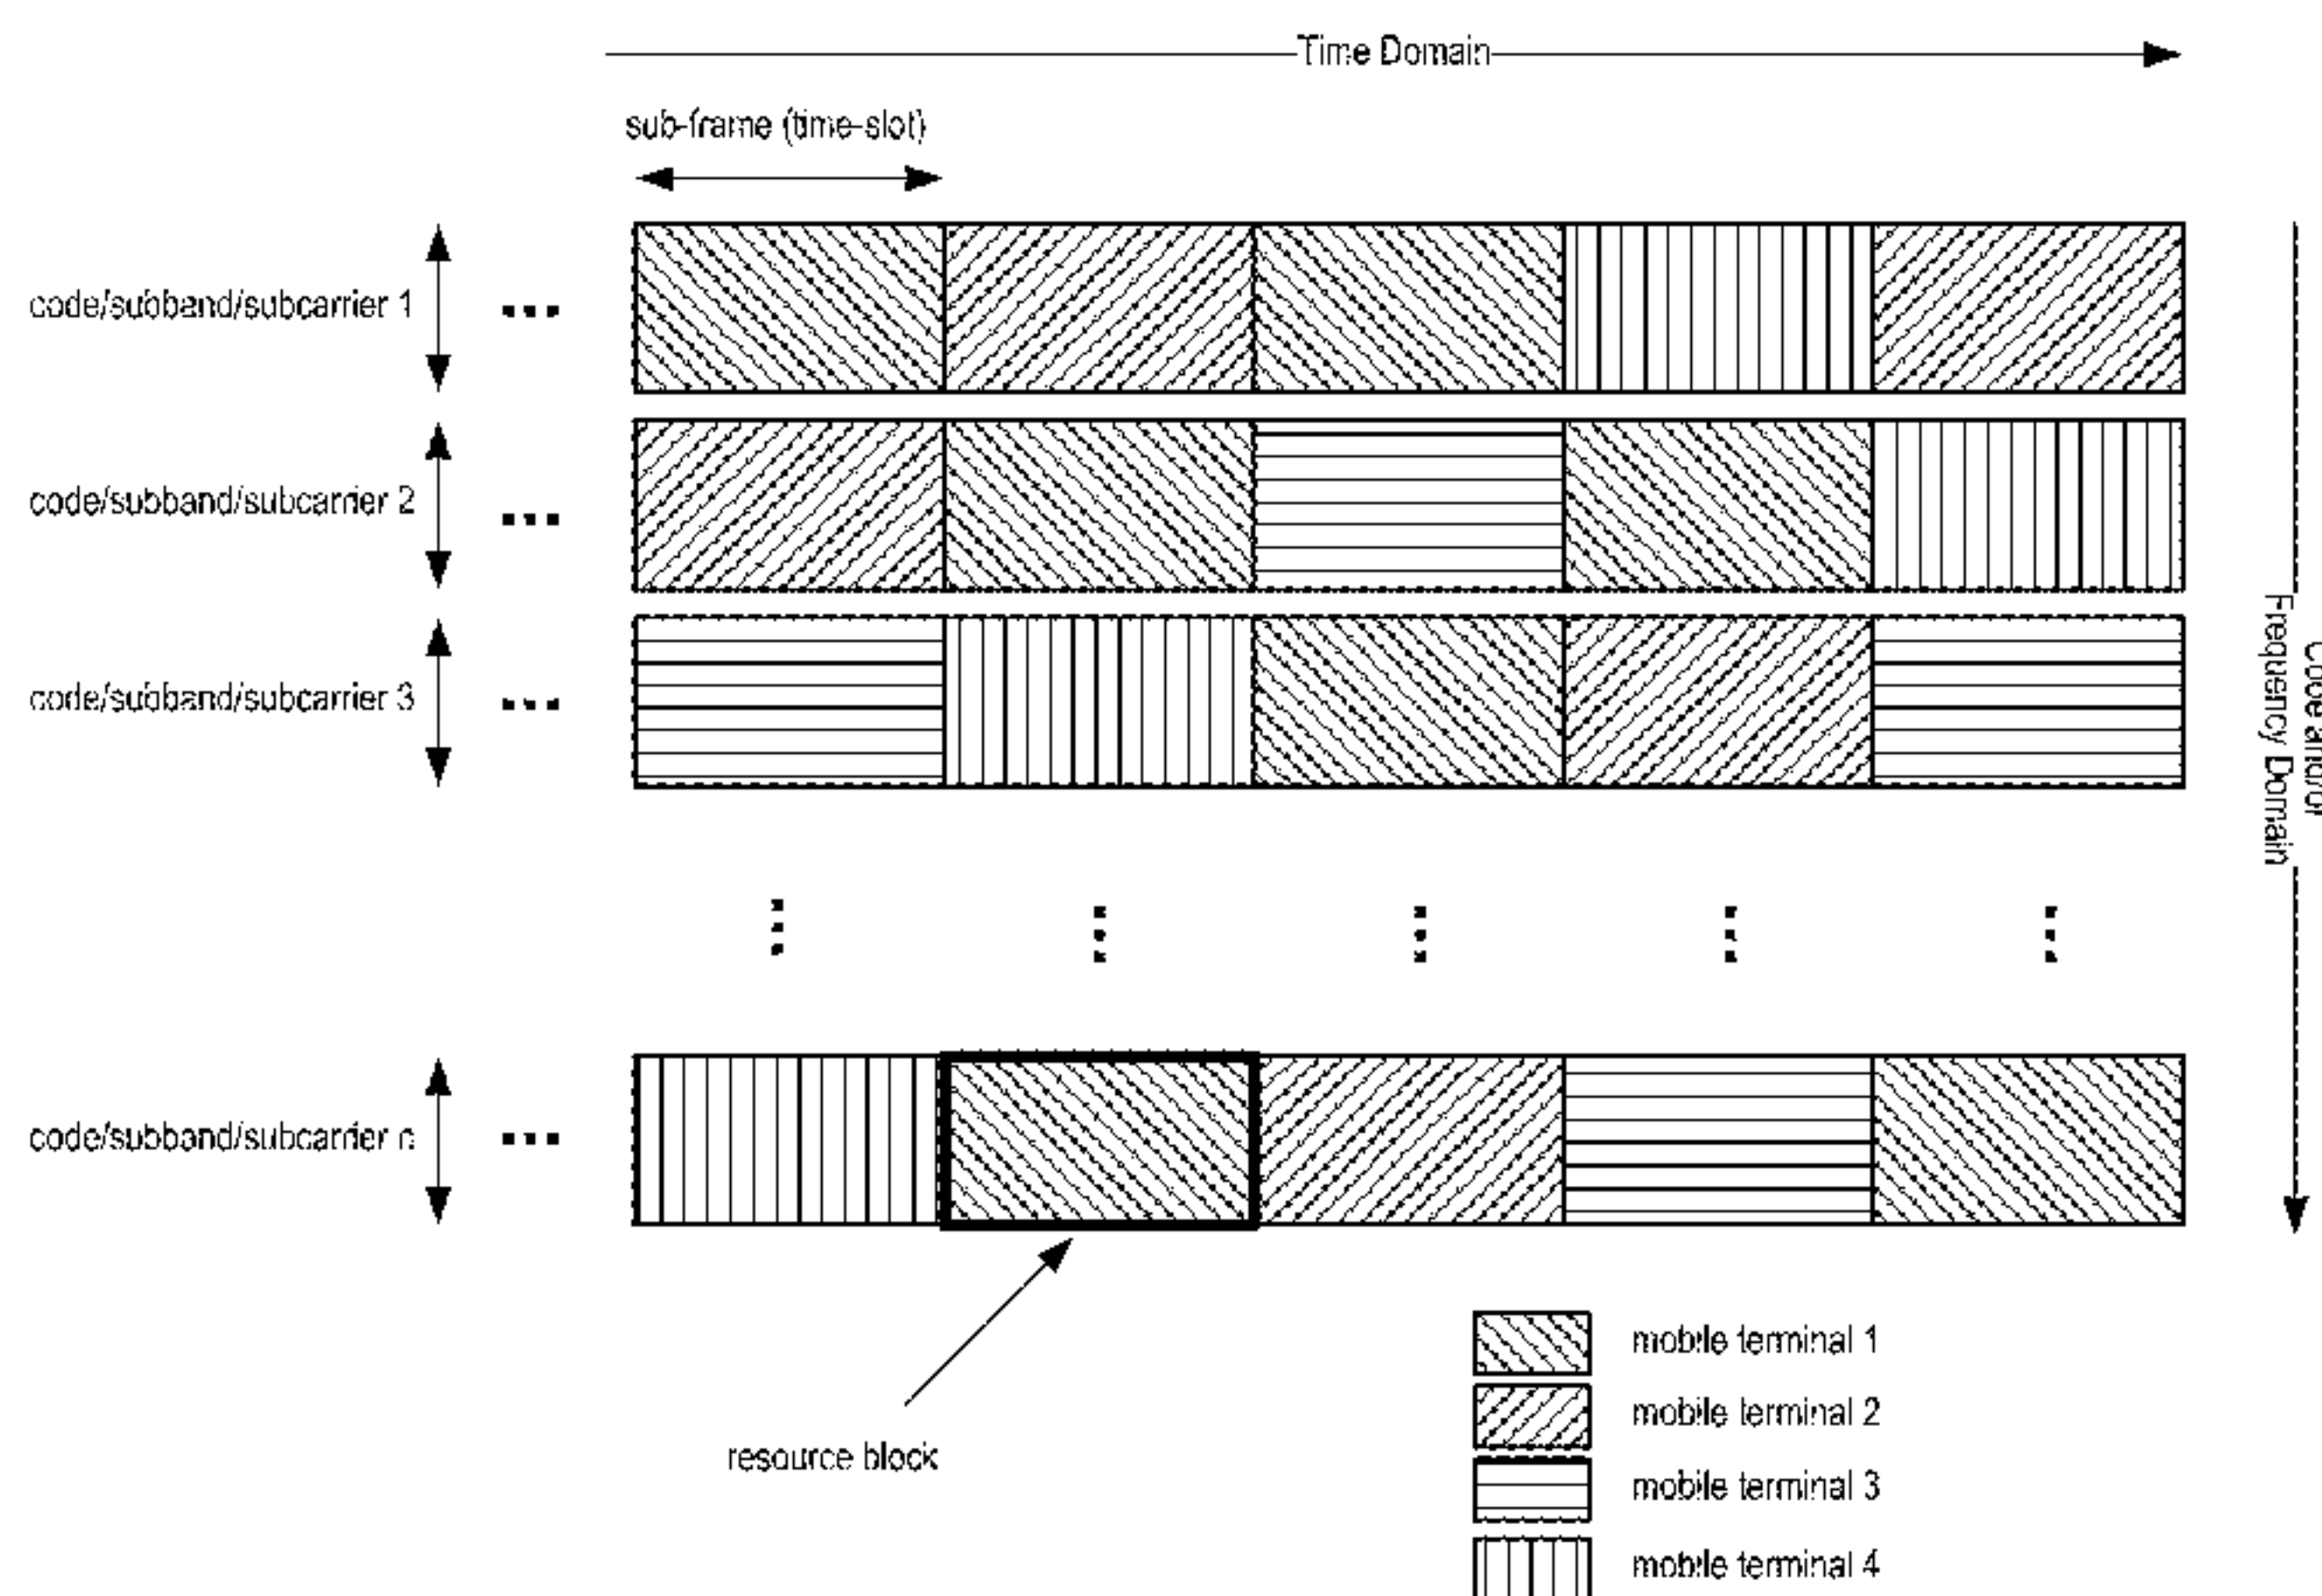 Time Domain
sub-frame (time-slot)
code/subband/subcarrier 1
code/subband/subcarrier 2
code/subband/subcarrier 3
code/subband/subcarrier n
Code and/or
Frequency Domain
resource block
mobile terminal 1
mobile terminal 2
mobile terminal 3
mobile terminal 4